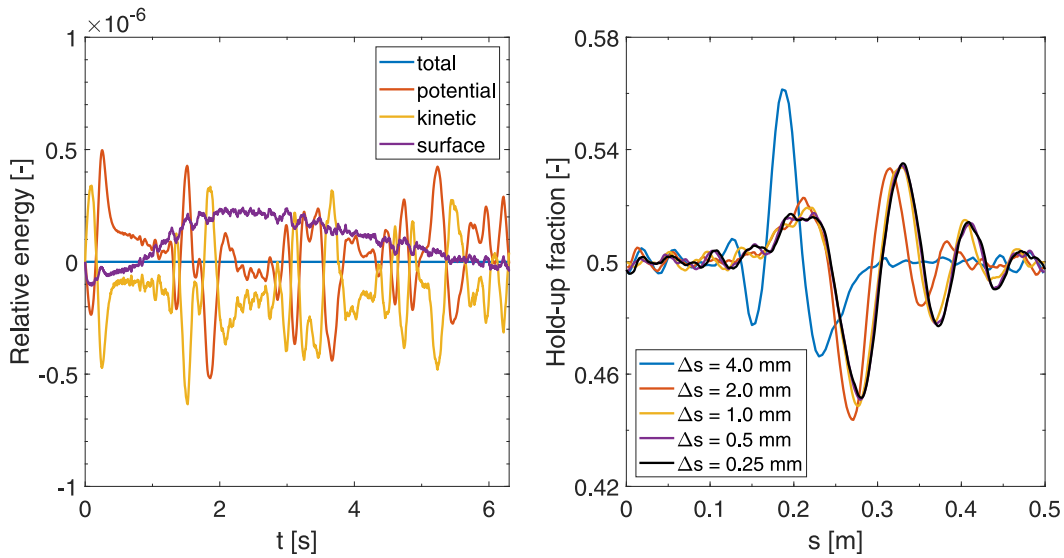 ×10⁻⁶
1
0.5
0
-0.5
-1
0
2
4
6
Relative energy [-]
t [s]
total
potential
kinetic
surface
0.58
0.54
0.5
0.46
0.42
0
0.1
0.2
0.3
0.4
0.5
Hold-up fraction [-]
s [m]
Δs = 4.0 mm
Δs = 2.0 mm
Δs = 1.0 mm
Δs = 0.5 mm
Δs = 0.25 mm